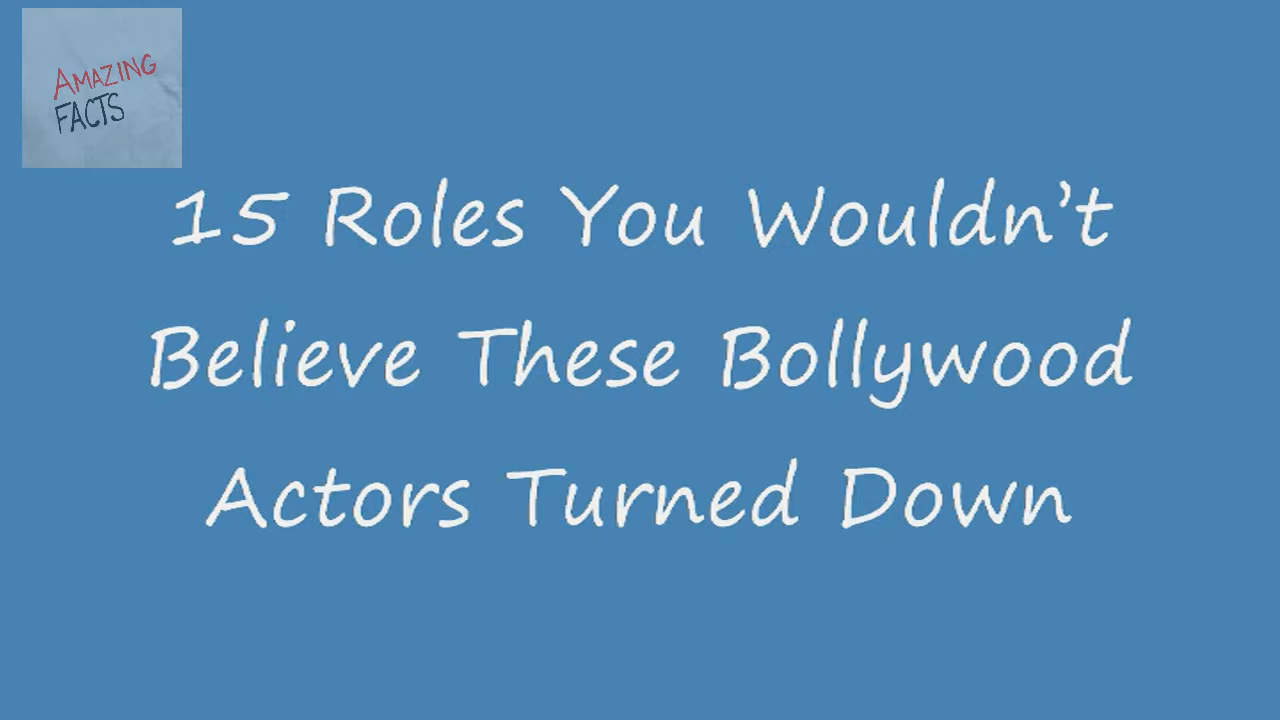 AMAZING
FACTS
15 Roles You Wouldn’t
Believe These Bollywood
Actors Turned Down